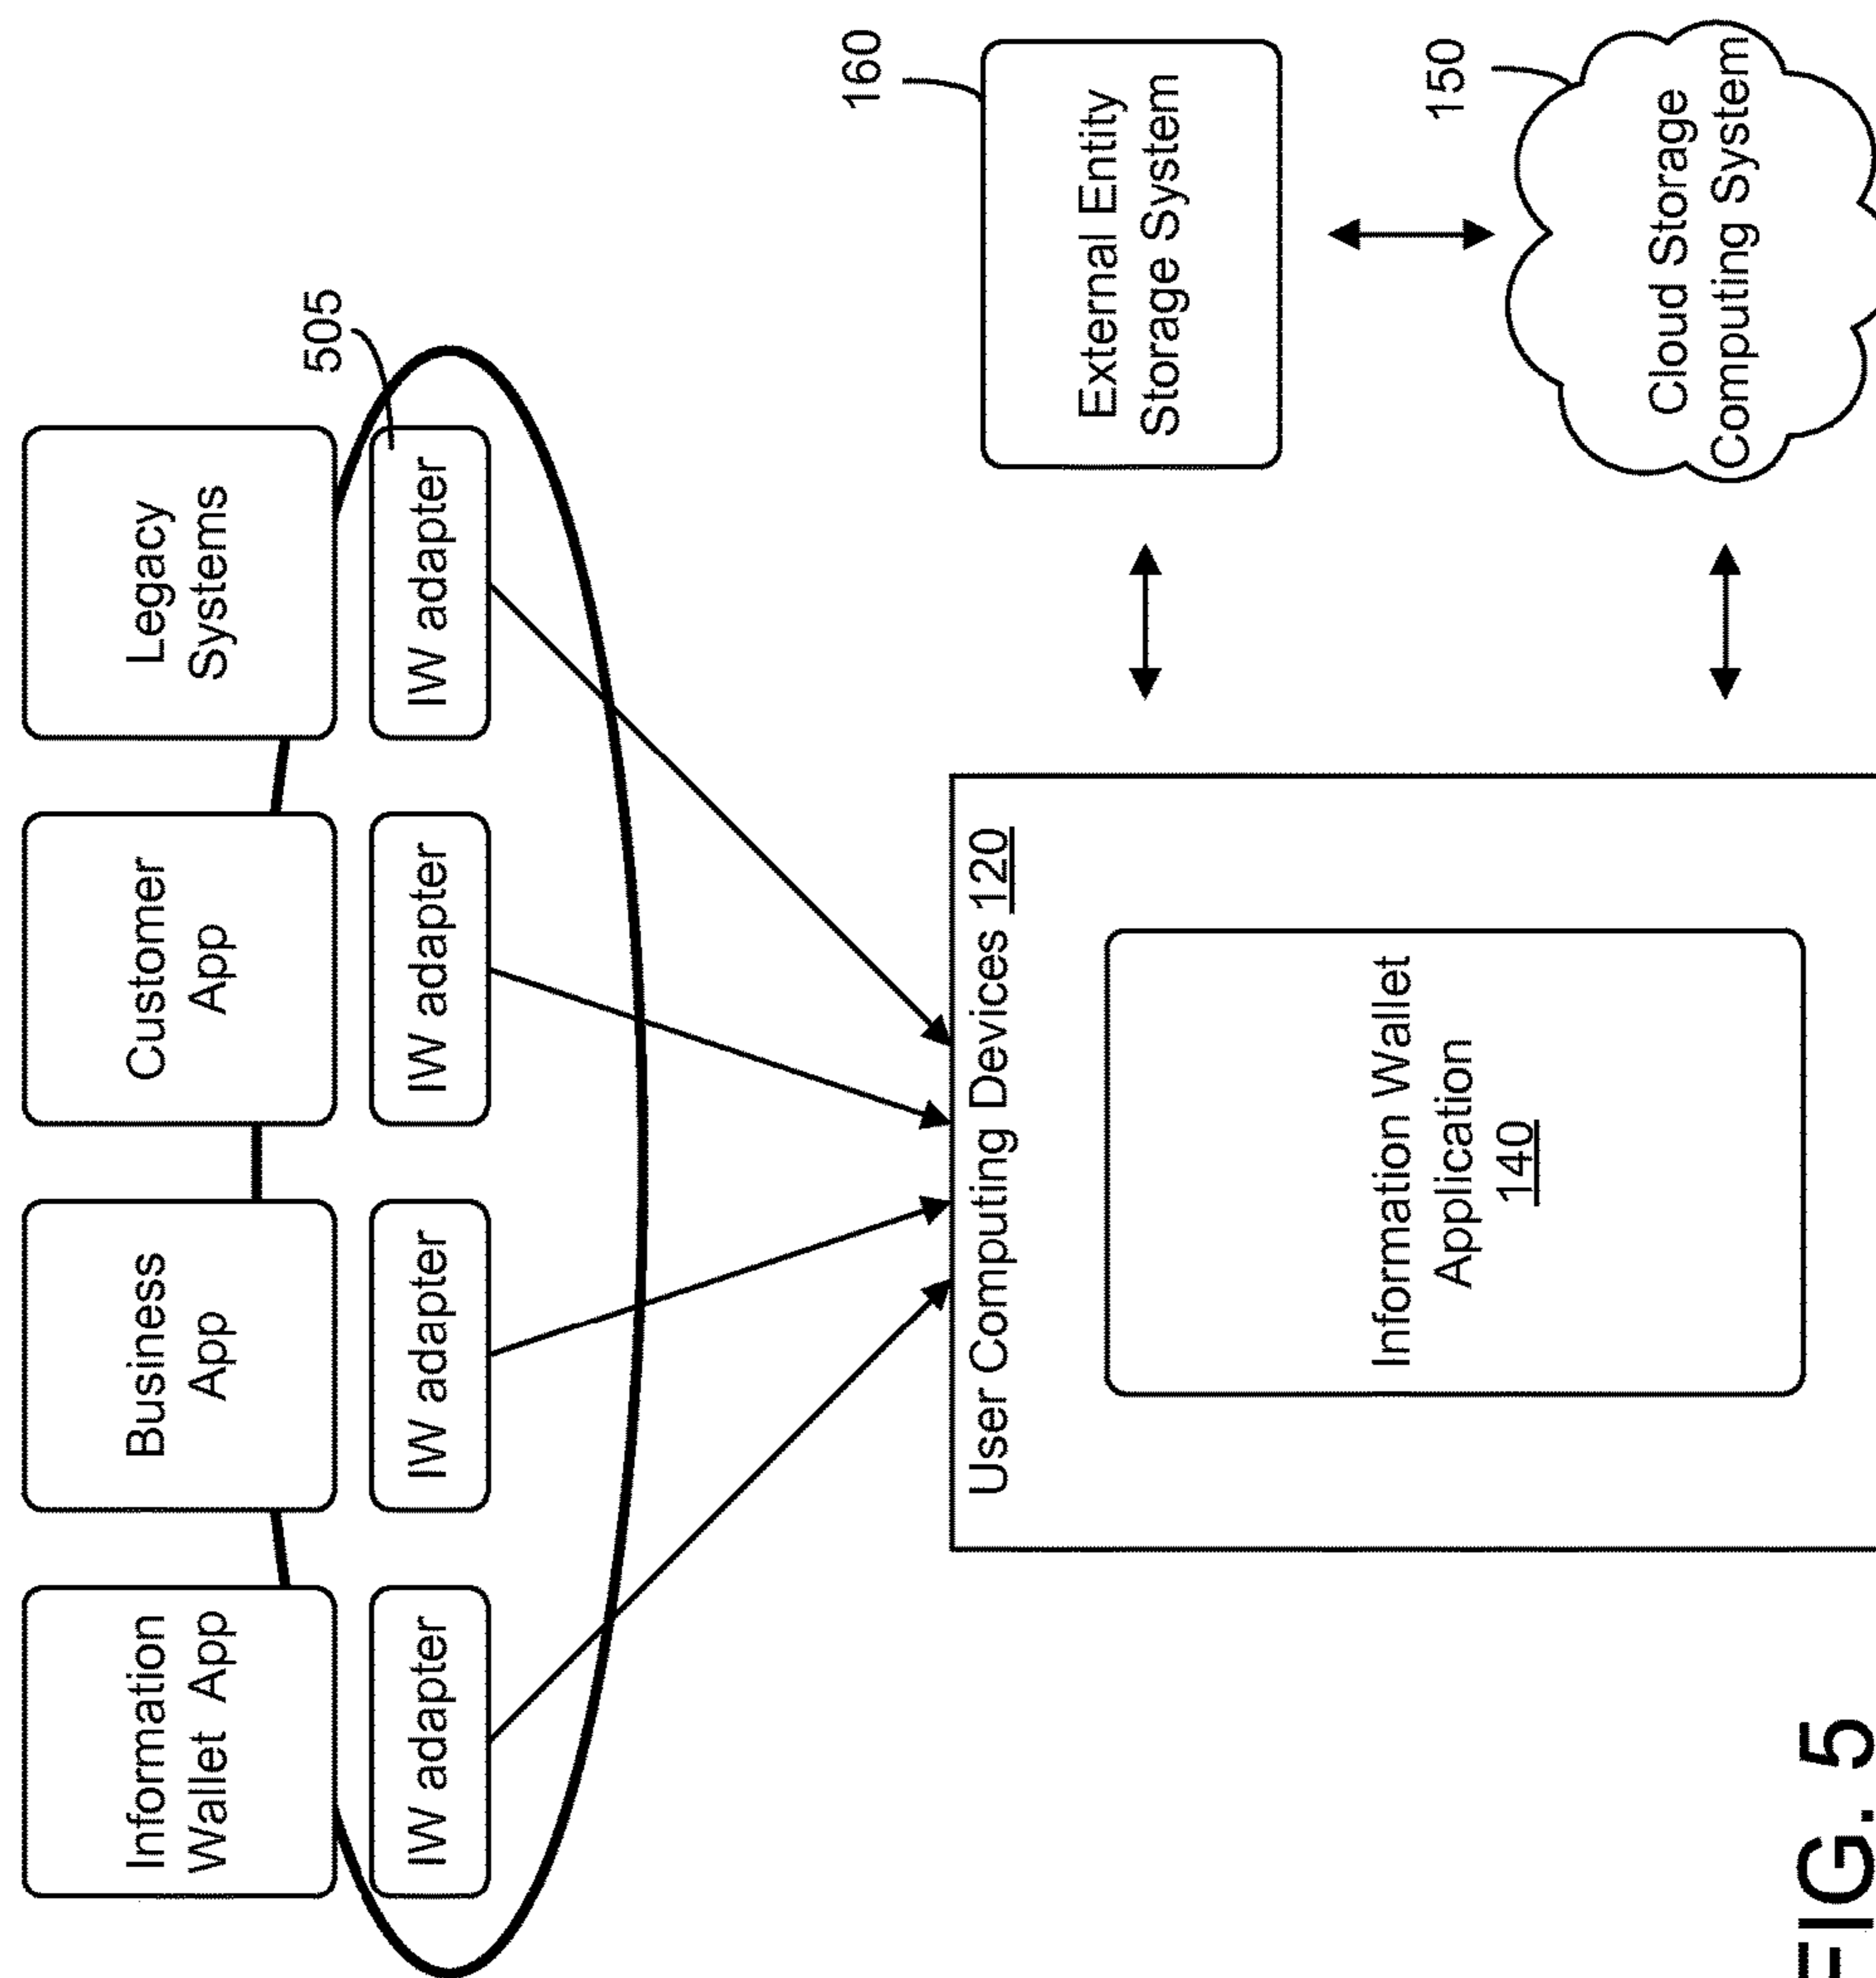 Information
Wallet App
Business
App
Customer
App
Legacy
Systems
505
IW adapter
IW adapter
IW adapter
IW adapter
160
User Computing Devices 120
External Entity
Storage System
150
Information Wallet
Application
140
Cloud Storage
Computing System
FIG. 5